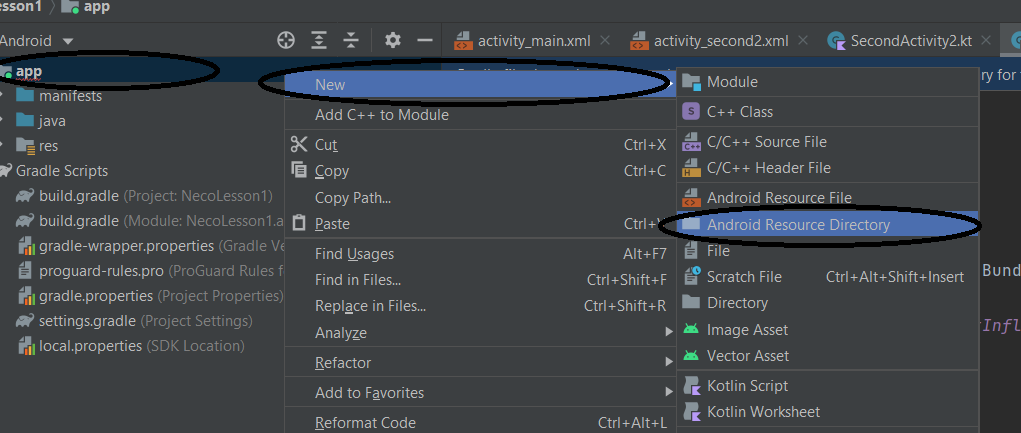 esson1 app
Android
activity_main.xml
activity_second2.xml
SecondActivity2.kt
app
manifests
java
res
Gradle Scripts
build.gradle (Project: NecoLesson1)
build.gradle (Module: NecoLesson1.a
gradle-wrapper.properties (Gradle Ve
proguard-rules.pro (ProGuard Rules fo
gradle.properties (Project Properties)
settings.gradle (Project Settings)
local.properties (SDK Location)
New
Add C++ to Module
Cut Ctrl+X
Copy Ctrl+C
Copy Path...
Paste Ctrl+
Find Usages Alt+F7
Find in Files... Ctrl+Shift+F
Replace in Files... Ctrl+Shift+R
Analyze
Refactor
Add to Favorites
Reformat Code Ctrl+Alt+L
Module
S C++ Class
C++ C/C++ Source File
H C/C++ Header File
Android Resource File
Android Resource Directory
File
Scratch File Ctrl+Alt+Shift+Insert
Directory
Image Asset
Vector Asset
Kotlin Script
Kotlin Worksheet
ry for
Bund
Infl